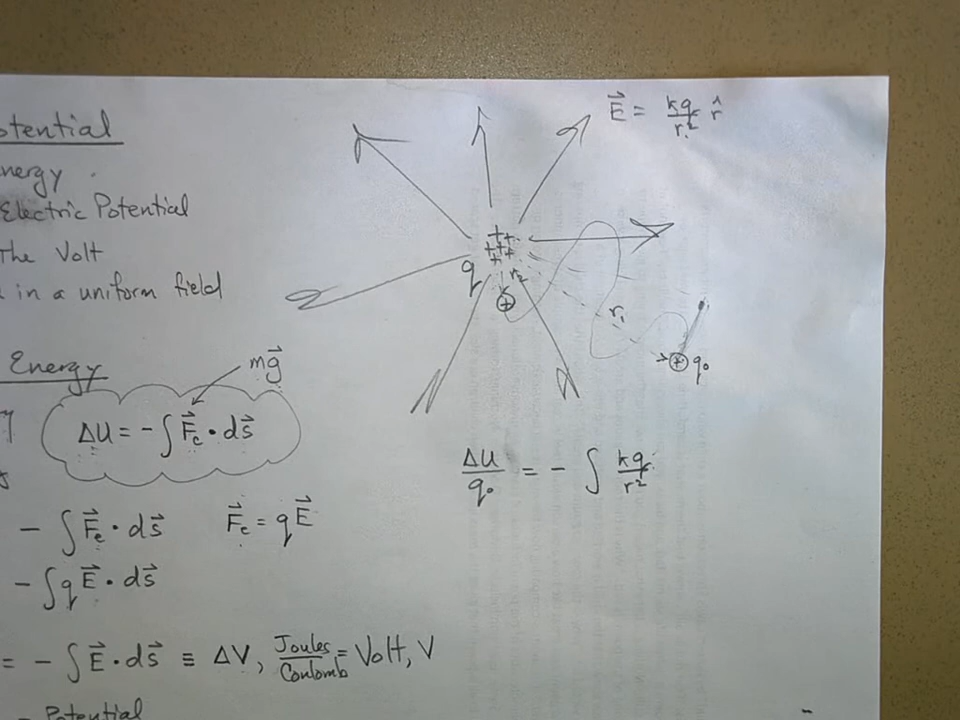 otential
nergy
Electric Potential
The Volt
in a uniform field
Energy
mg⃗
ΔU = -∫F⃗c • ds⃗
- ∫F⃗e • ds⃗ F⃗e = qE⃗
- ∫qE⃗ • ds⃗
= - ∫E⃗ • ds⃗ ≡ ΔV, Joules/Coulomb = Volt, V
- Potential
E⃗ = kq/r² r̂
+ + + + + +
q
r₂
+
r₁
+ q₀
ΔU/q₀ = - ∫ kq/r²